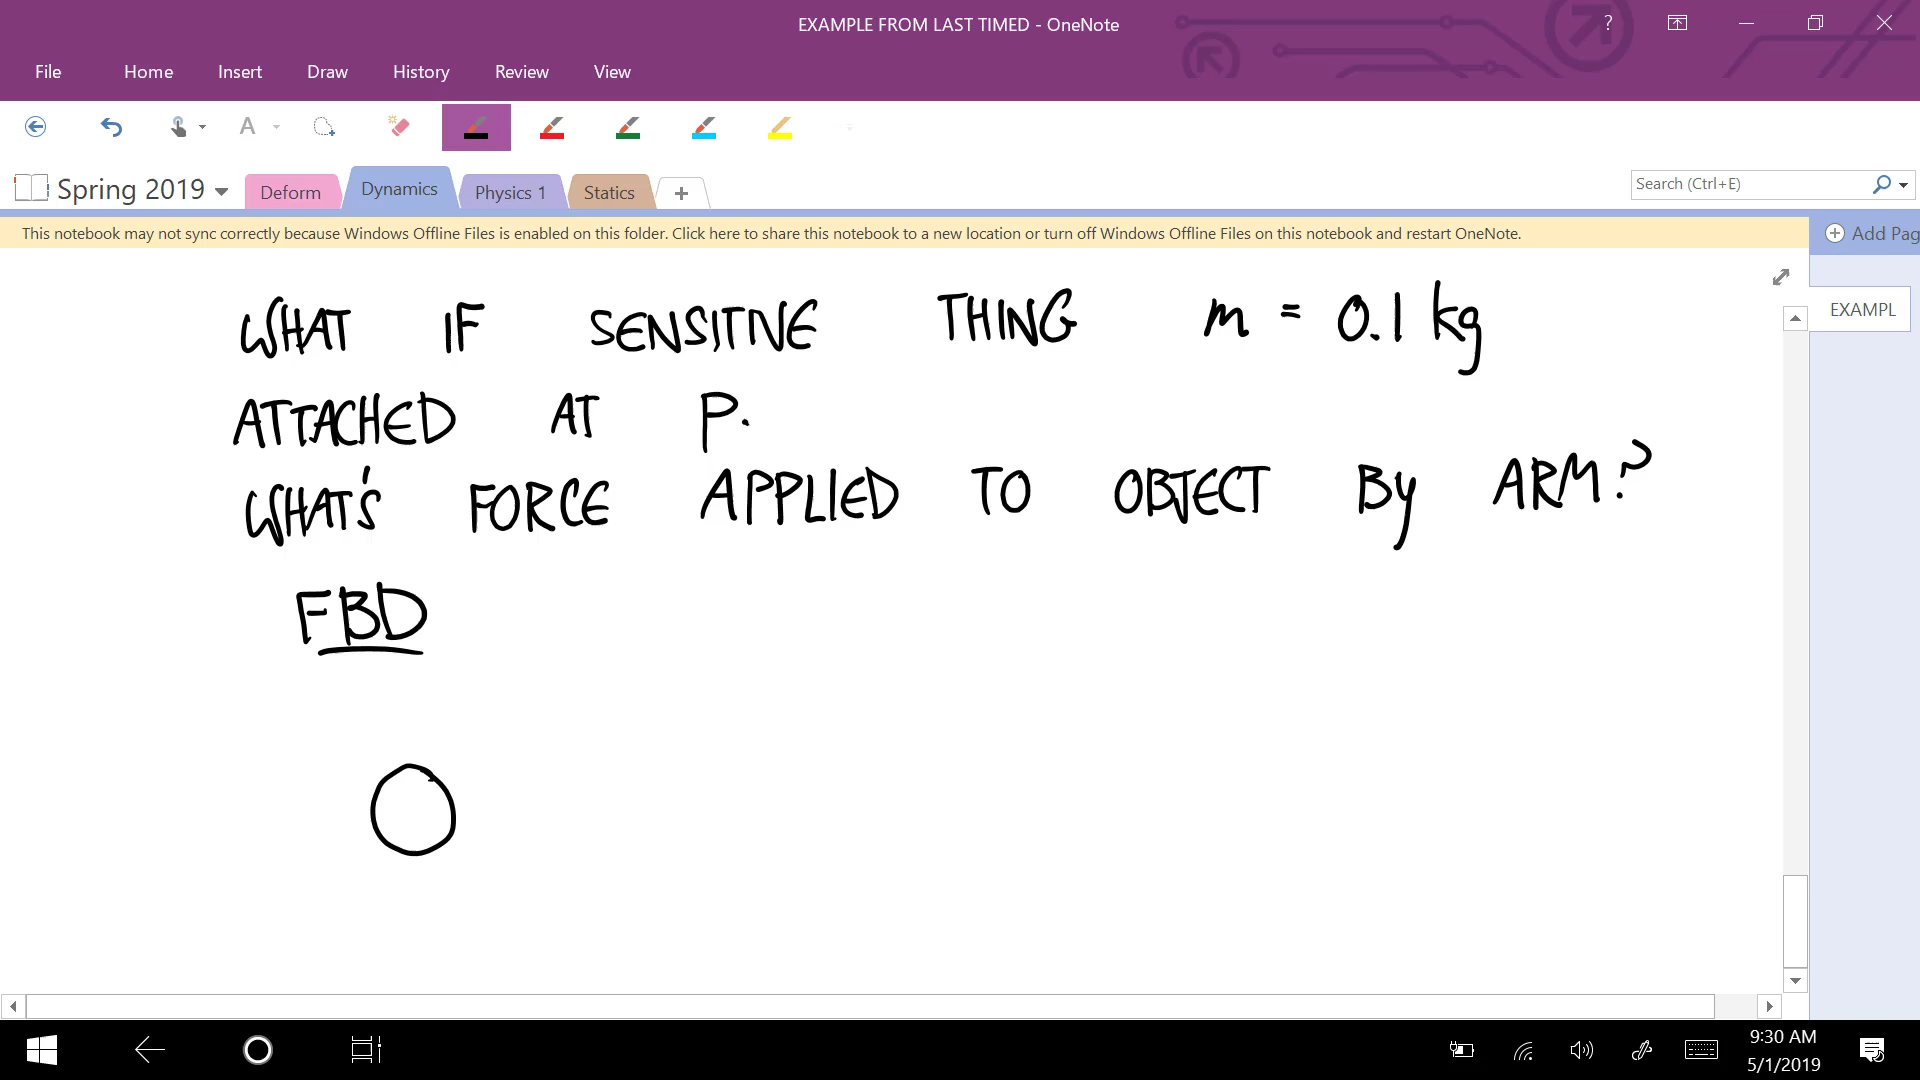 EXAMPLE FROM LAST TIMED - OneNote
?
File Home Insert Draw History Review View
A
Spring 2019 Deform Dynamics Physics 1 Statics +
Search (Ctrl+E)
This notebook may not sync correctly because Windows Offline Files is enabled on this folder. Click here to share this notebook to a new location or turn off Windows Offline Files on this notebook and restart OneNote.
Add Pag
EXAMPL
WHAT IF SENSITIVE THING m = 0.1 kg
ATTACHED AT P.
WHAT'S FORCE APPLIED TO OBJECT BY ARM?
FBD
9:30 AM
5/1/2019